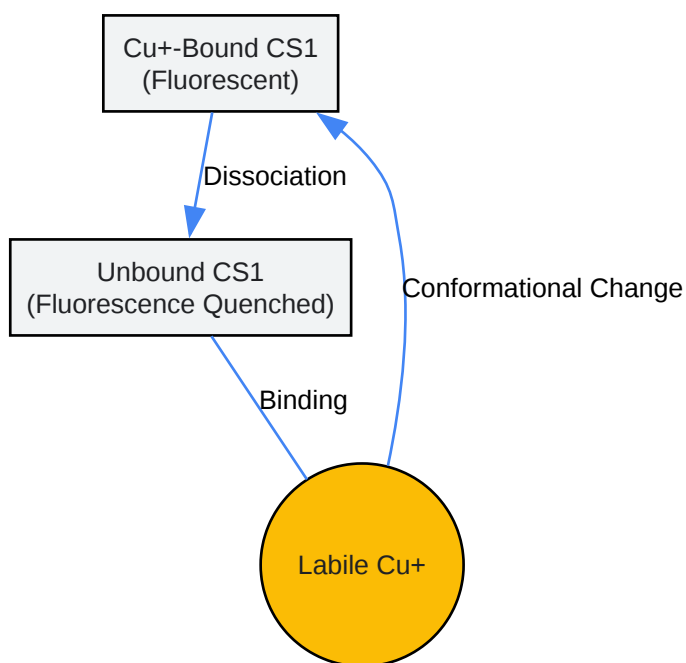 Cu+-Bound CS1
(Fluorescent)
Dissociation
Unbound CS1
(Fluorescence Quenched)
Conformational Change
Binding
Labile Cu+